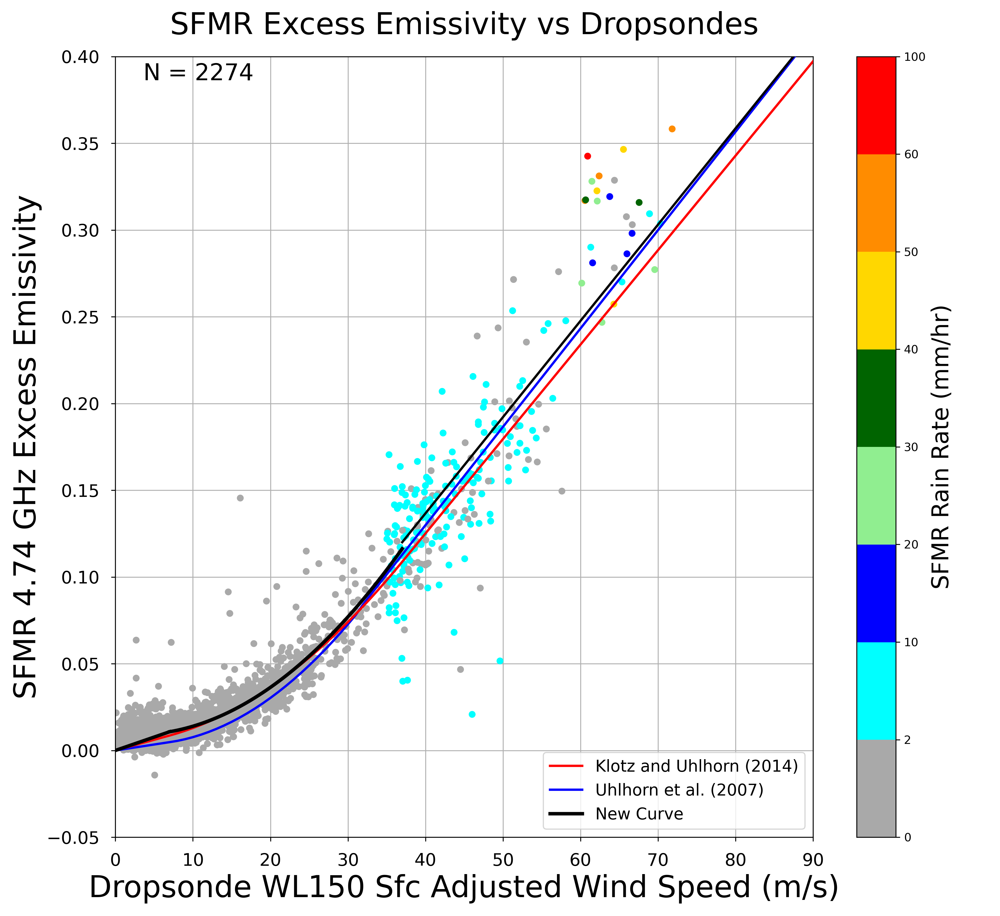 SFMR Excess Emissivity vs Dropsondes
N = 2274
SFMR 4.74 GHz Excess Emissivity
0.40
0.35
0.30
0.25
0.20
0.15
0.10
0.05
0.00
−0.05
0 10 20 30 40 50 60 70 80 90
Dropsonde WL150 Sfc Adjusted Wind Speed (m/s)
Klotz and Uhlhorn (2014)
Uhlhorn et al. (2007)
New Curve
100
60
50
40
30
20
10
2
0
SFMR Rain Rate (mm/hr)